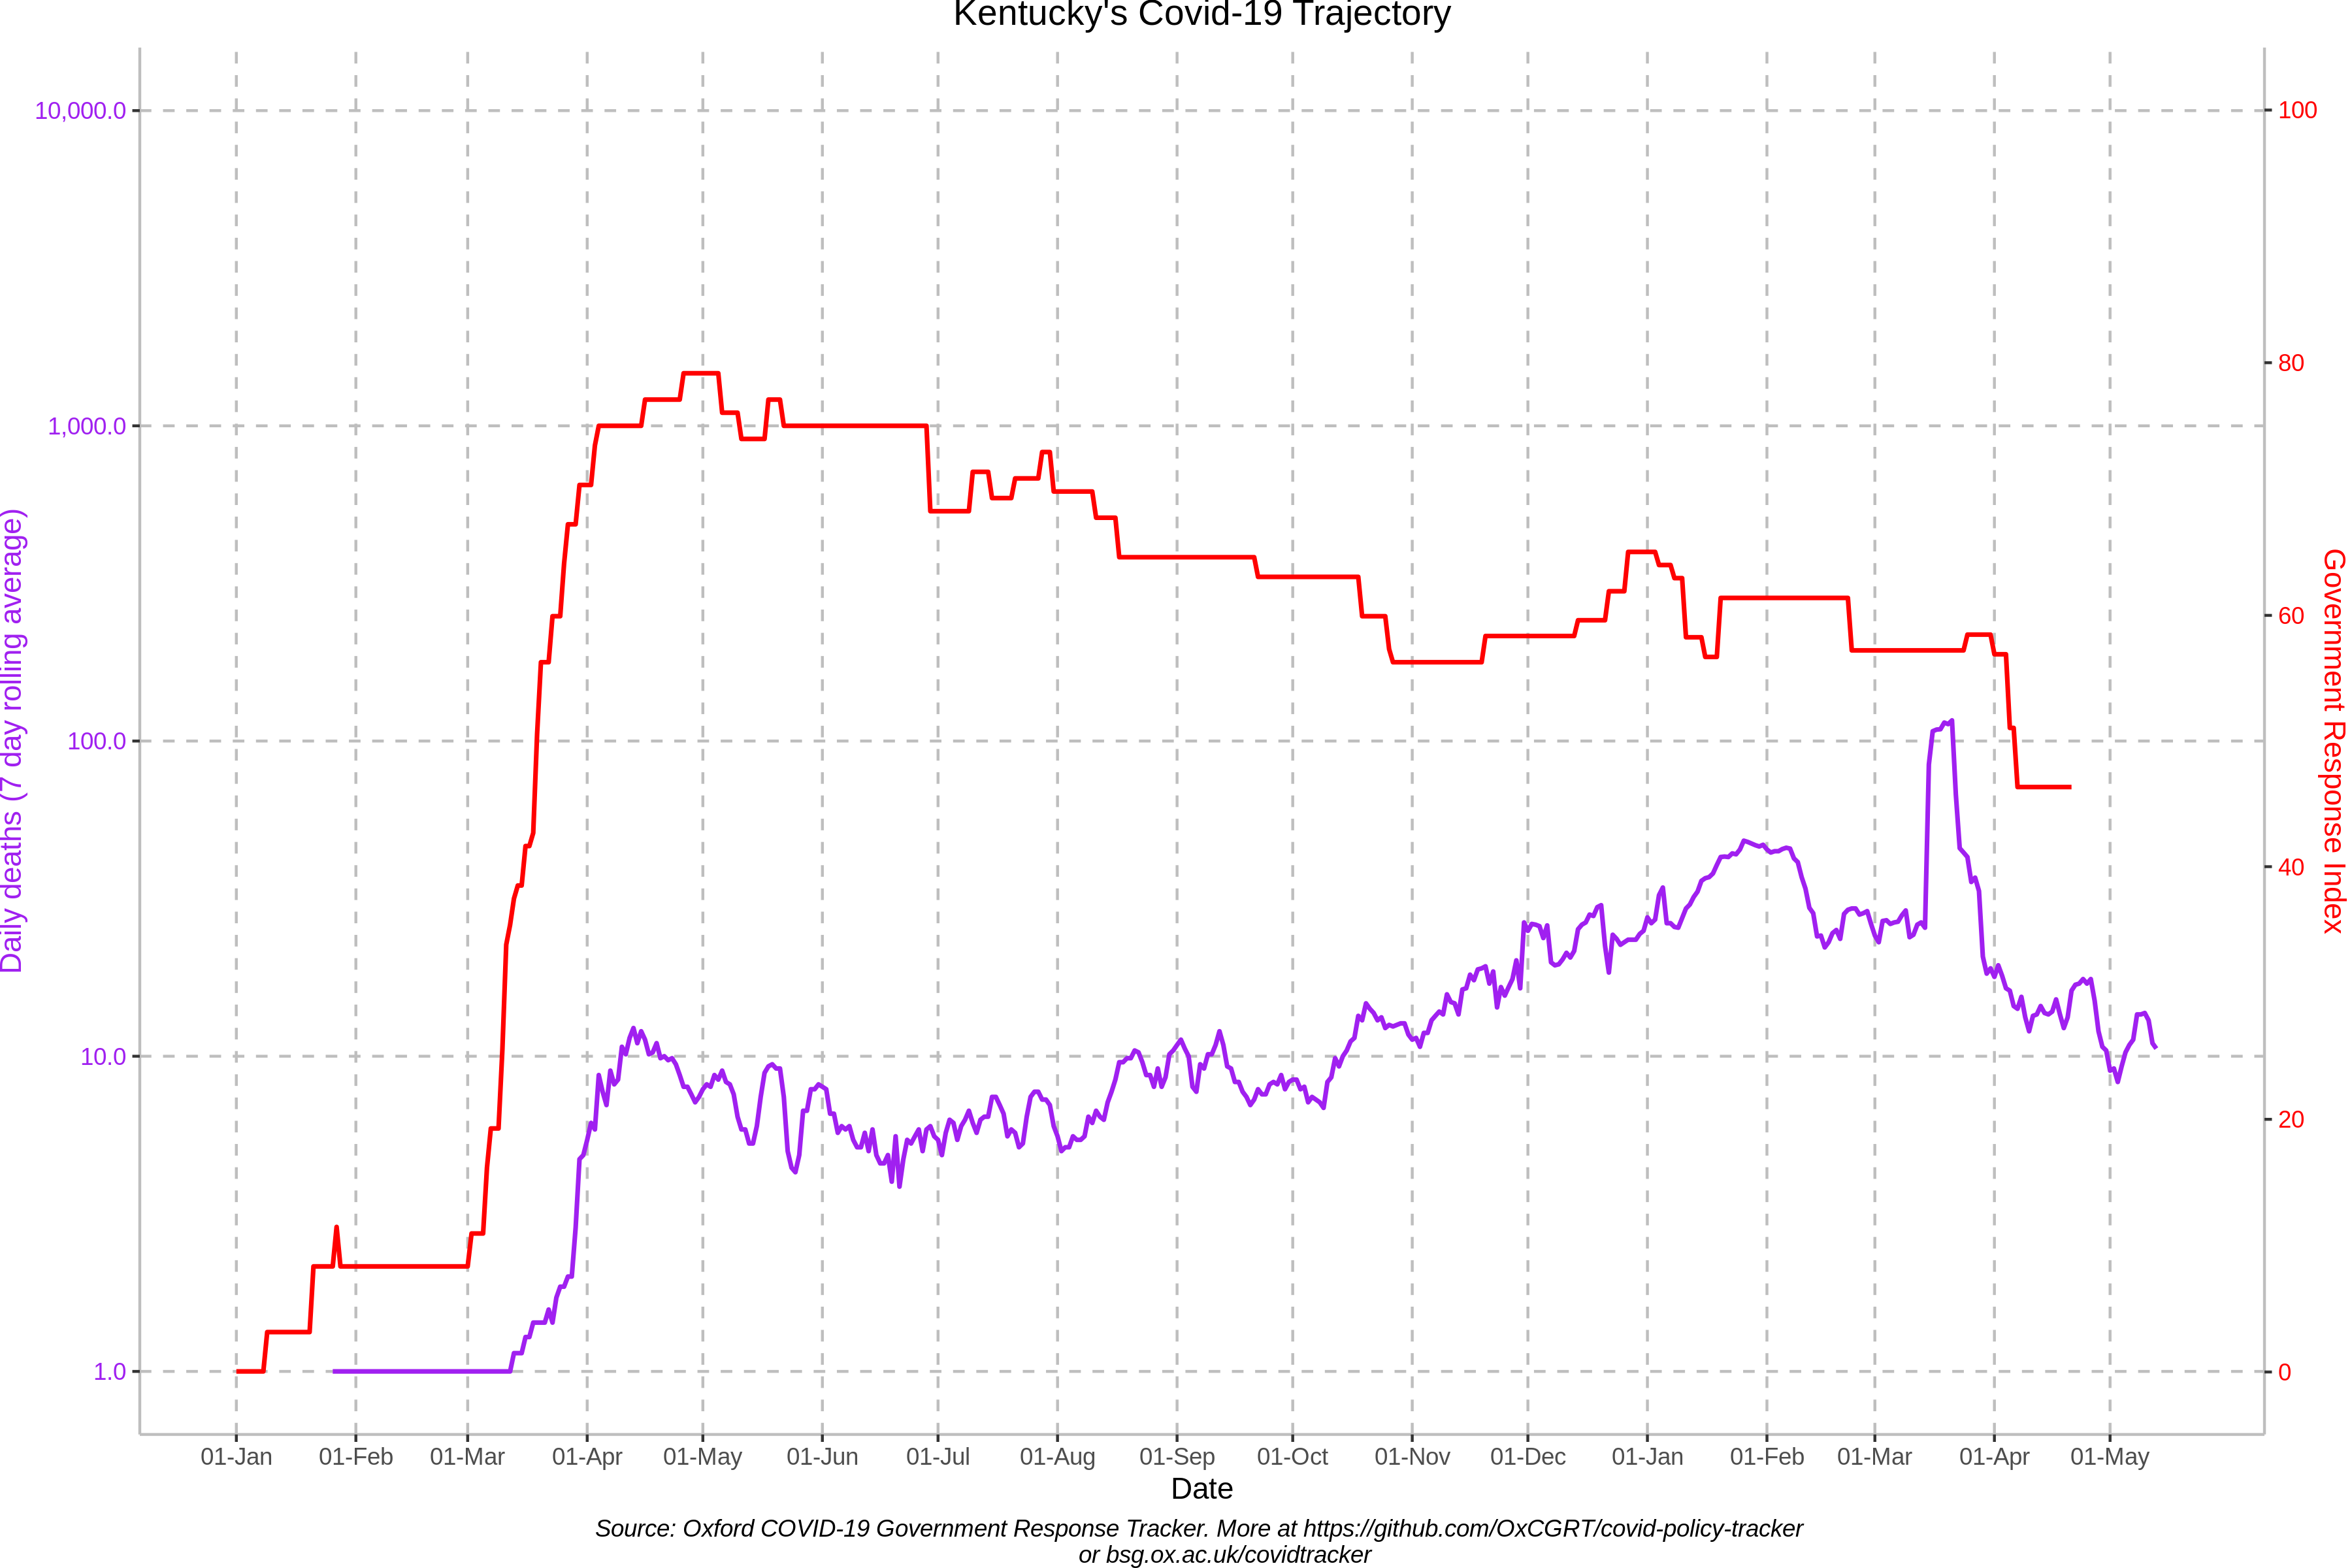 Kentucky's Covid-19 Trajectory
10,000.0
1,000.0
100.0
10.0
1.0
Daily deaths (7 day rolling average)
100
80
60
40
20
0
Government Response Index
01-Jan 01-Feb 01-Mar 01-Apr 01-May 01-Jun 01-Jul 01-Aug 01-Sep 01-Oct 01-Nov 01-Dec 01-Jan 01-Feb 01-Mar 01-Apr 01-May
Date
Source: Oxford COVID-19 Government Response Tracker. More at https://github.com/OxCGRT/covid-policy-tracker
or bsg.ox.ac.uk/covidtracker